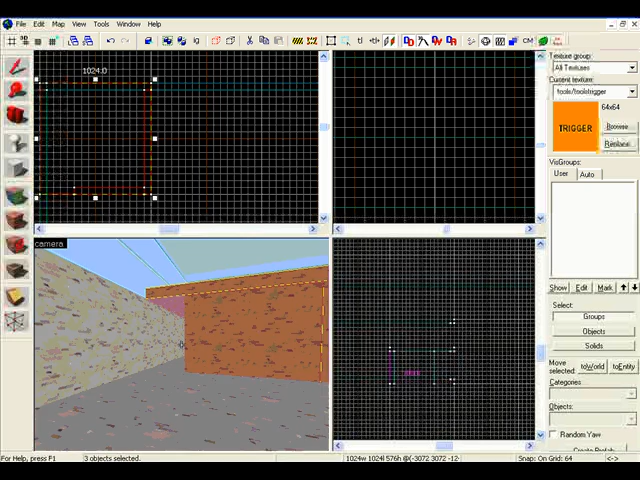 File Edit Map View Tools Window Help
Texture group:
All Textures
Current texture:
tools/toolstrigger
64x64
TRIGGER
Browse...
Replace...
VisGroups:
User Auto
Show Edit Mark
Select:
Groups
Objects
Solids
Move selected:
toWorld toEntity
Categories
Objects:
Random Yaw
Create Prefab
1024.0
camera
For Help, press F1
3 objects selected.
1024w 1024l 576h @(-3072 -3072 -12
Snap: On Grid: 64
<->